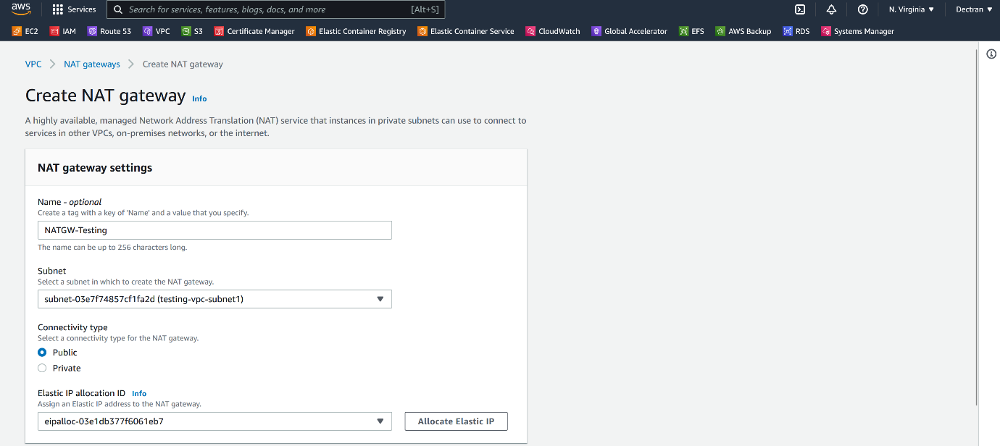 aws
Services
Search for services, features, blogs, docs, and more
[Alt+S]
N. Virginia ▼
Dectran ▼
EC2
IAM
Route 53
VPC
S3
Certificate Manager
Elastic Container Registry
Elastic Container Service
CloudWatch
Global Accelerator
EFS
AWS Backup
RDS
Systems Manager
VPC > NAT gateways > Create NAT gateway
Create NAT gateway Info
A highly available, managed Network Address Translation (NAT) service that instances in private subnets can use to connect to
services in other VPCs, on-premises networks, or the internet.
NAT gateway settings
Name - optional
Create a tag with a key of 'Name' and a value that you specify.
NATGW-Testing
The name can be up to 256 characters long.
Subnet
Select a subnet in which to create the NAT gateway.
subnet-03e7f74857cf1fa2d (testing-vpc-subnet1)
Connectivity type
Select a connectivity type for the NAT gateway.
Public
Private
Elastic IP allocation ID Info
Assign an Elastic IP address to the NAT gateway.
eipalloc-03e1db377f6061eb7
Allocate Elastic IP